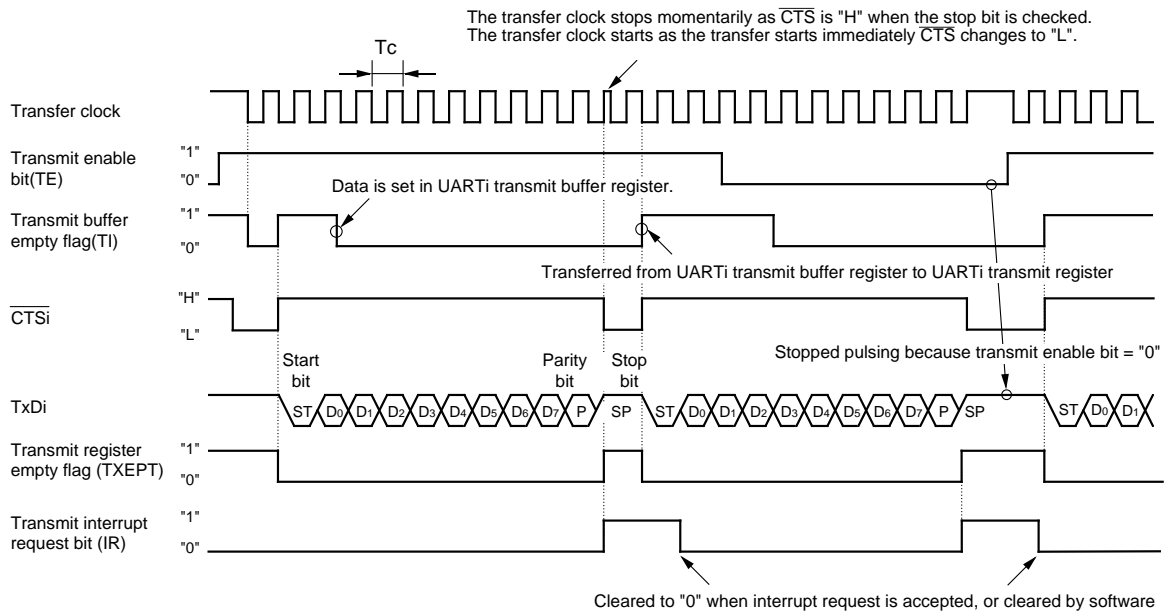 The transfer clock stops momentarily as CTS is "H" when the stop bit is checked.
The transfer clock starts as the transfer starts immediately CTS changes to "L".
Tc
Transfer clock
Transmit enable
bit(TE)
"1"
"0"
Data is set in UARTi transmit buffer register.
Transmit buffer
empty flag(TI)
"1"
"0"
Transferred from UARTi transmit buffer register to UARTi transmit register
CTSi
"H"
"L"
Stopped pulsing because transmit enable bit = "0"
Start
bit
Parity
bit
Stop
bit
TxDi
ST D0 D1 D2 D3 D4 D5 D6 D7 P SP ST D0 D1 D2 D3 D4 D5 D6 D7 P SP ST D0 D1
Transmit register
empty flag (TXEPT)
"1"
"0"
Transmit interrupt
request bit (IR)
"1"
"0"
Cleared to "0" when interrupt request is accepted, or cleared by software